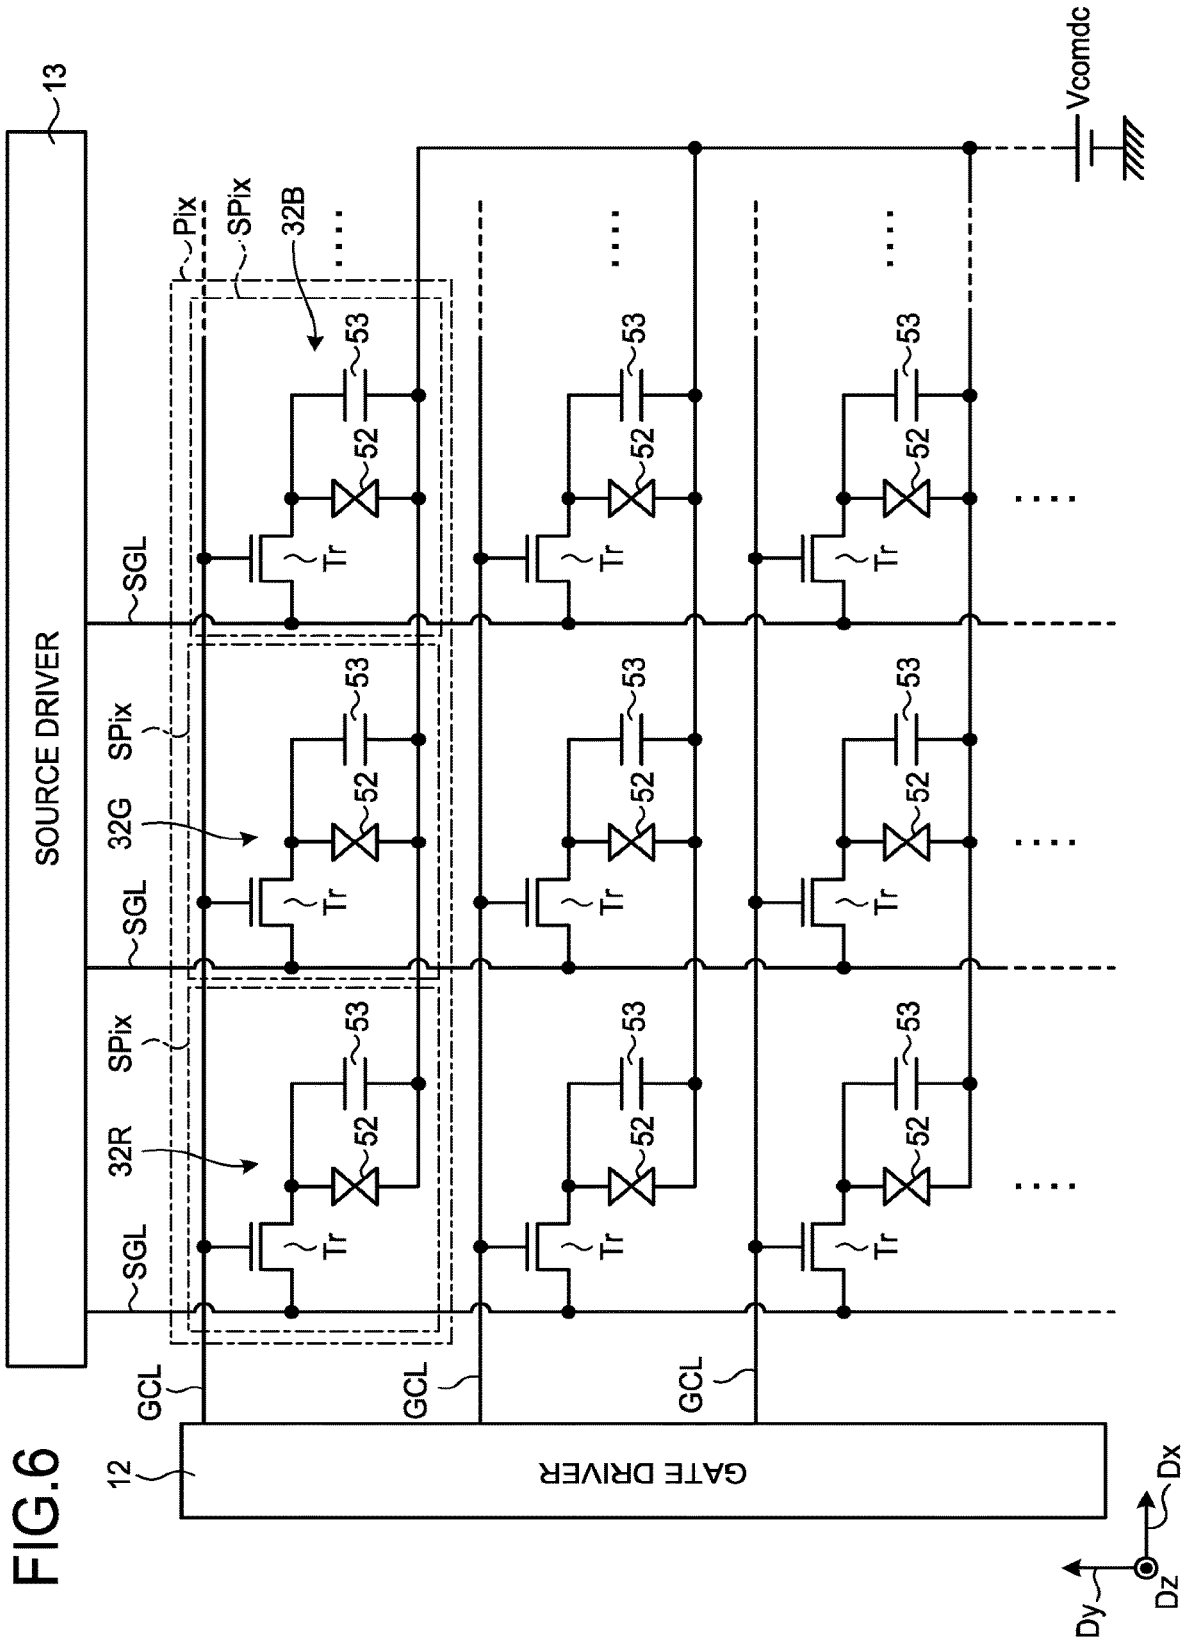 FIG.6
13
SOURCE DRIVER
SGL
SGL
SGL
32R
SPix
32G
SPix
Pix
SPix
32B
12
GATE DRIVER
GCL
Tr
52
53
Tr
52
53
Tr
52
53
....
GCL
Tr
52
53
Tr
52
53
Tr
52
53
....
GCL
Tr
52
53
Tr
52
53
Tr
52
53
....
....
....
....
Vcomdc
Dy
Dz
Dx